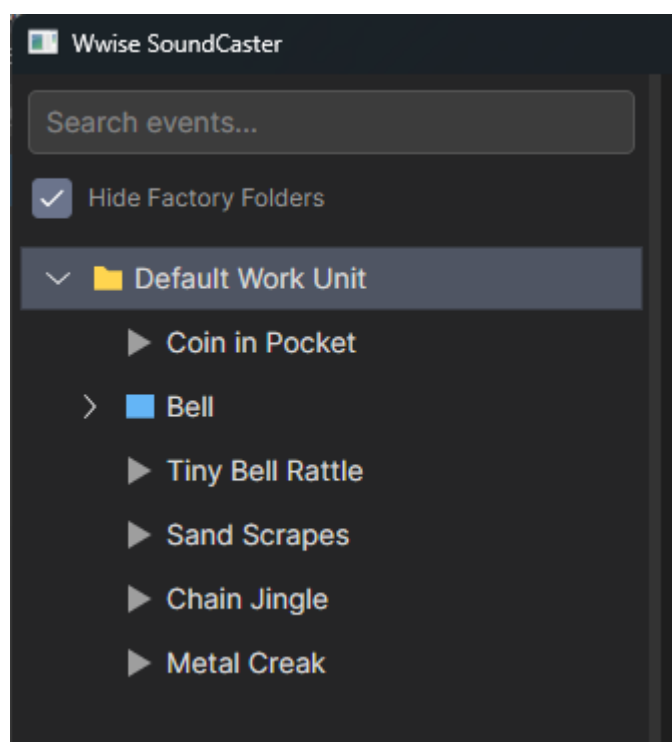 Wwise SoundCaster
Search events...
Hide Factory Folders
Default Work Unit
Coin in Pocket
Bell
Tiny Bell Rattle
Sand Scrapes
Chain Jingle
Metal Creak